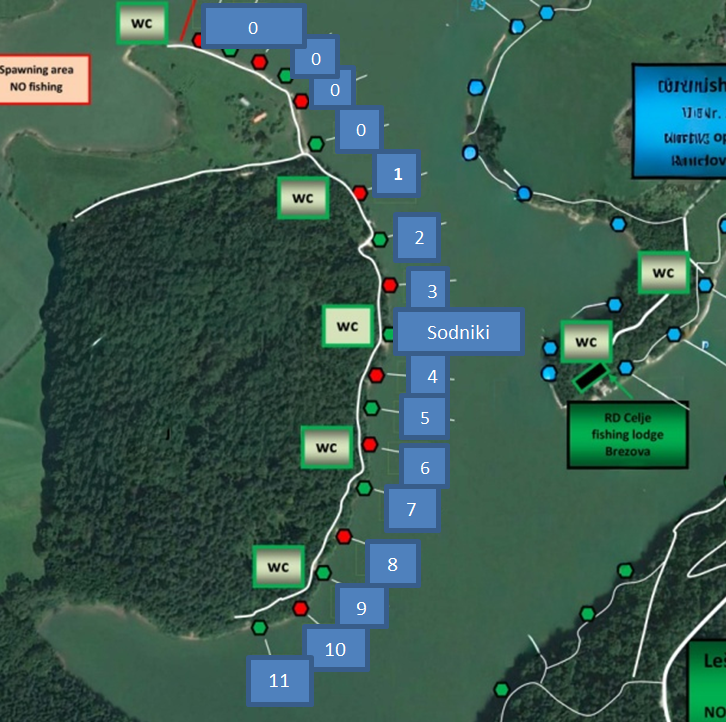 WC
0
0
0
0
Spawning area
NO fishing
1
WC
2
WC
3
WC
Sodniki
WC
4
5
RD Celje
fishing lodge
Brezova
WC
6
7
WC
8
9
10
11
NO